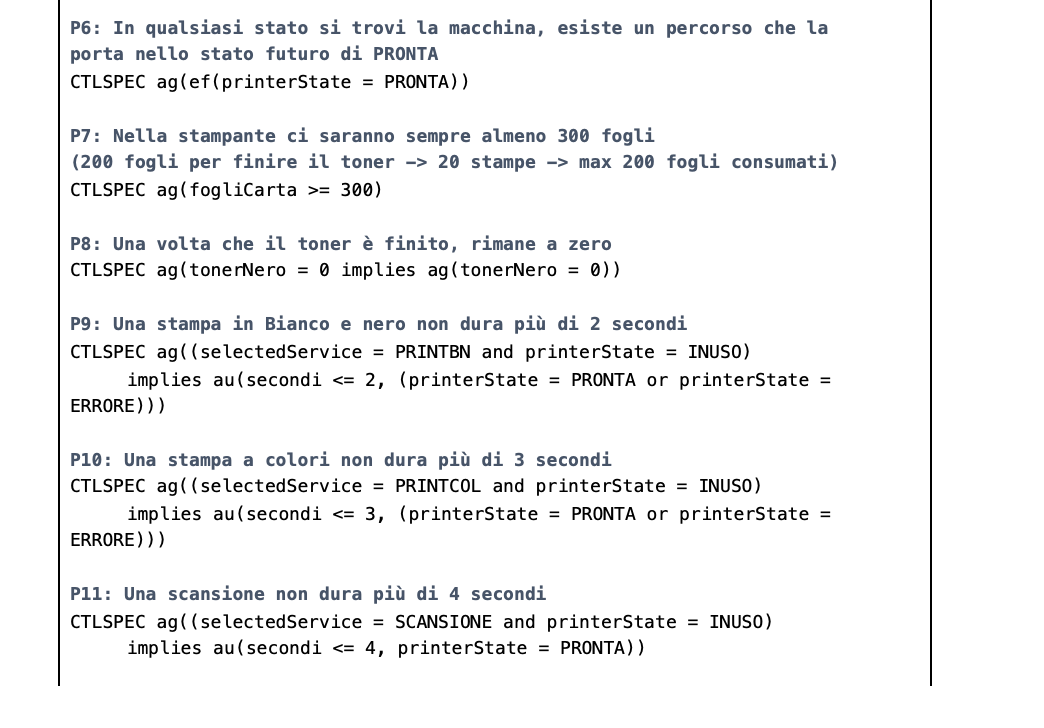 P6: In qualsiasi stato si trovi la macchina, esiste un percorso che la
porta nello stato futuro di PRONTA
CTLSPEC ag(ef(printerState = PRONTA))
P7: Nella stampante ci saranno sempre almeno 300 fogli
(200 fogli per finire il toner –> 20 stampe –> max 200 fogli consumati)
CTLSPEC ag(fogliCarta >= 300)
P8: Una volta che il toner è finito, rimane a zero
CTLSPEC ag(tonerNero = 0 implies ag(tonerNero = 0))
P9: Una stampa in Bianco e nero non dura più di 2 secondi
CTLSPEC ag((selectedService = PRINTBN and printerState = INUSO)
implies au(secondi <= 2, (printerState = PRONTA or printerState =
ERRORE)))
P10: Una stampa a colori non dura più di 3 secondi
CTLSPEC ag((selectedService = PRINTCOL and printerState = INUSO)
implies au(secondi <= 3, (printerState = PRONTA or printerState =
ERRORE)))
P11: Una scansione non dura più di 4 secondi
CTLSPEC ag((selectedService = SCANSIONE and printerState = INUSO)
implies au(secondi <= 4, printerState = PRONTA))